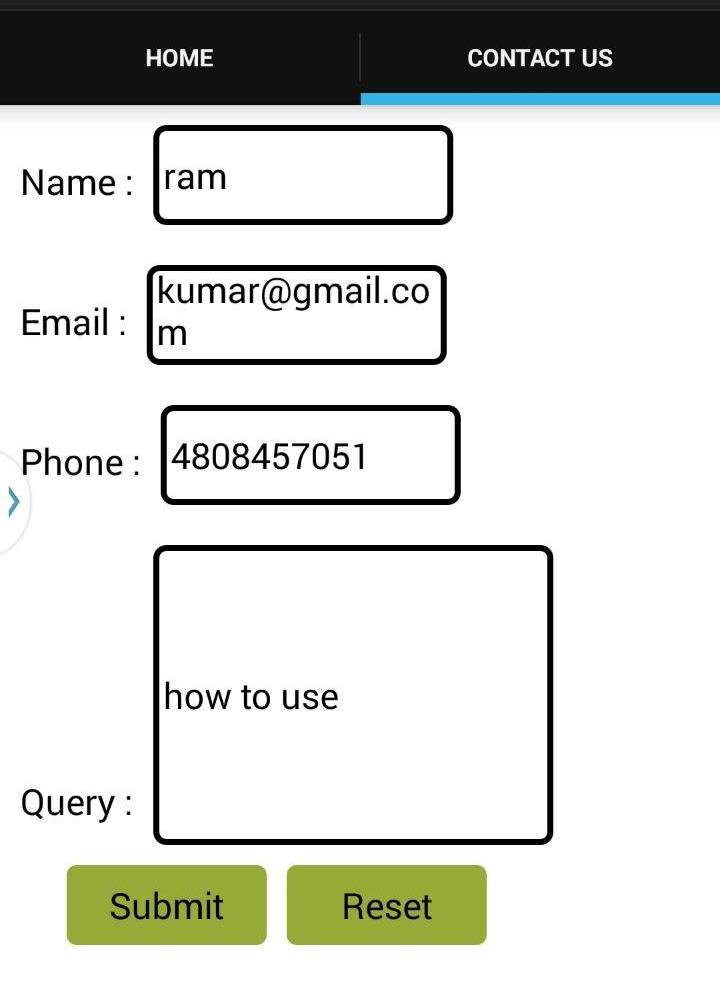 HOME CONTACT US
Name : ram
Email : kumar@gmail.co
m
Phone : 4808457051
how to use
Query :
Submit Reset